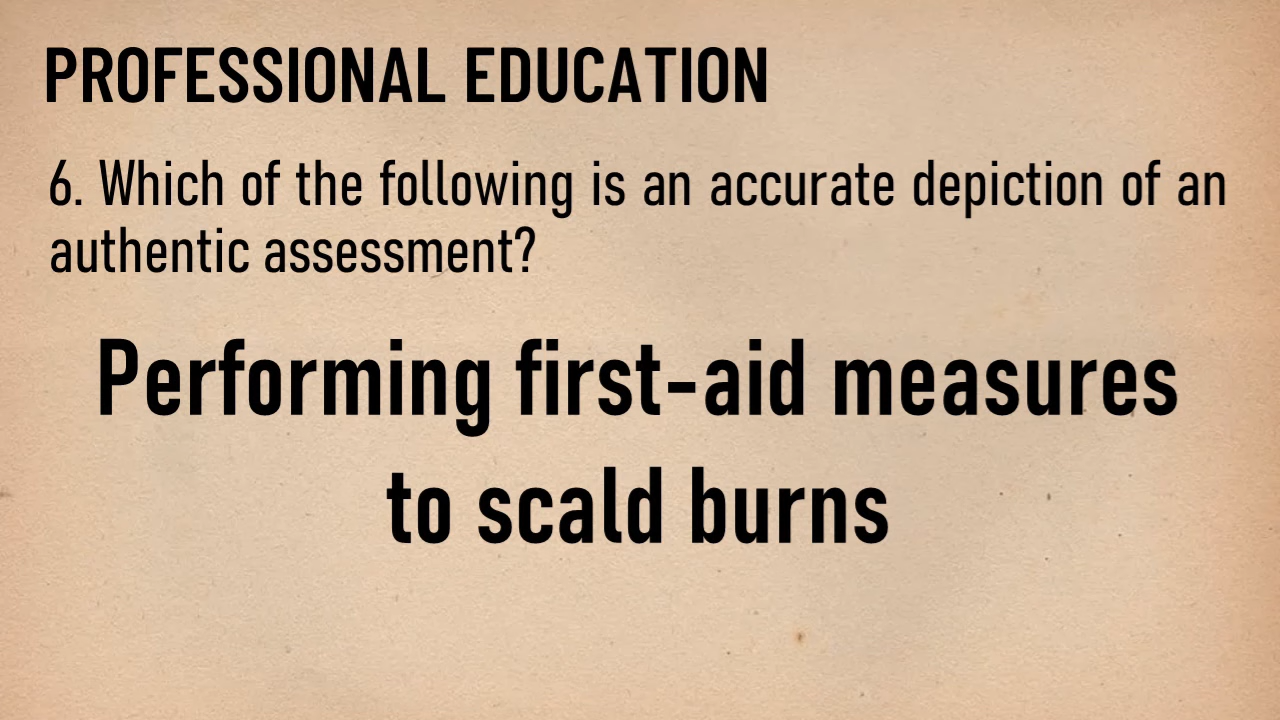 PROFESSIONAL EDUCATION
6. Which of the following is an accurate depiction of an
authentic assessment?
Performing first-aid measures
to scald burns